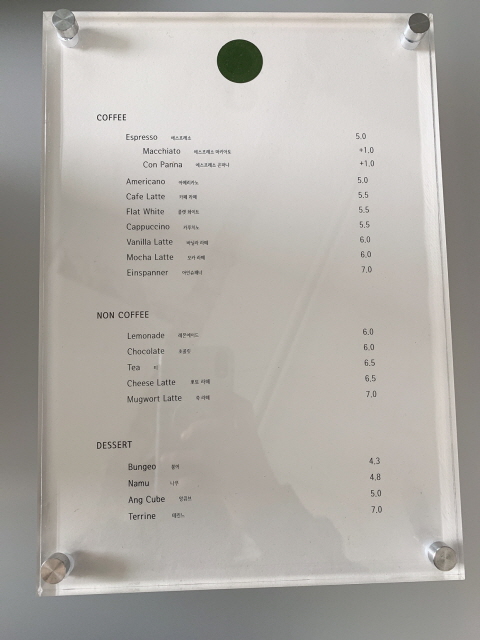 COFFEE
Espresso 에스프레소 5.0
Macchiato 에스프레소 마키아토 +1.0
Con Panna 에스프레소 콘파나 +1.0
Americano 아메리카노 5.0
Cafe Latte 카페 라떼 5.5
Flat White 플랫 화이트 5.5
Cappuccino 카푸치노 5.5
Vanilla Latte 바닐라 라떼 6.0
Mocha Latte 모카 라떼 6.0
Einspanner 아인슈페너 7.0
NON COFFEE
Lemonade 레몬에이드 6.0
Chocolate 초콜릿 6.0
Tea 티 6.5
Cheese Latte 라떼 6.5
Mugwort Latte 쑥 라떼 7.0
DESSERT
Bungeo 붕어 4.3
Namu 나무 4.8
Ang Cube 앙큐브 5.0
Terrine 테린느 7.0